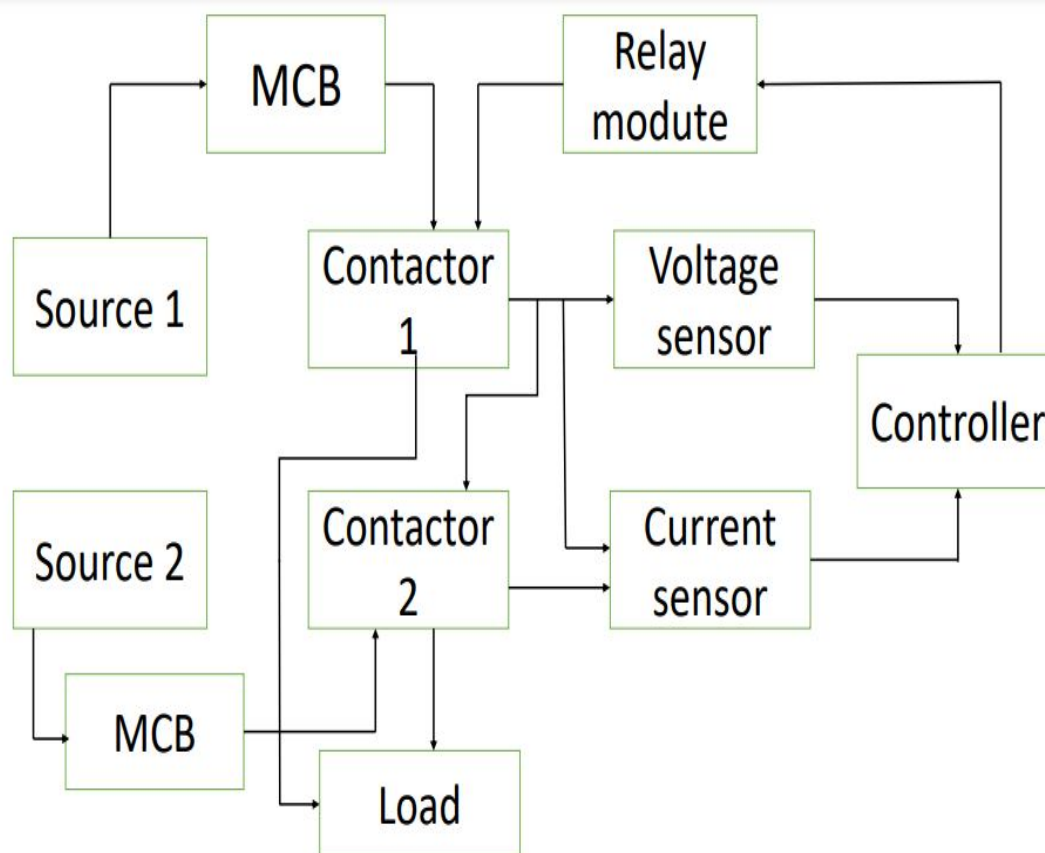 MCB
Relay
modute
Source 1
Contactor
1
Voltage
sensor
Controller
Source 2
Contactor
2
Current
sensor
MCB
Load